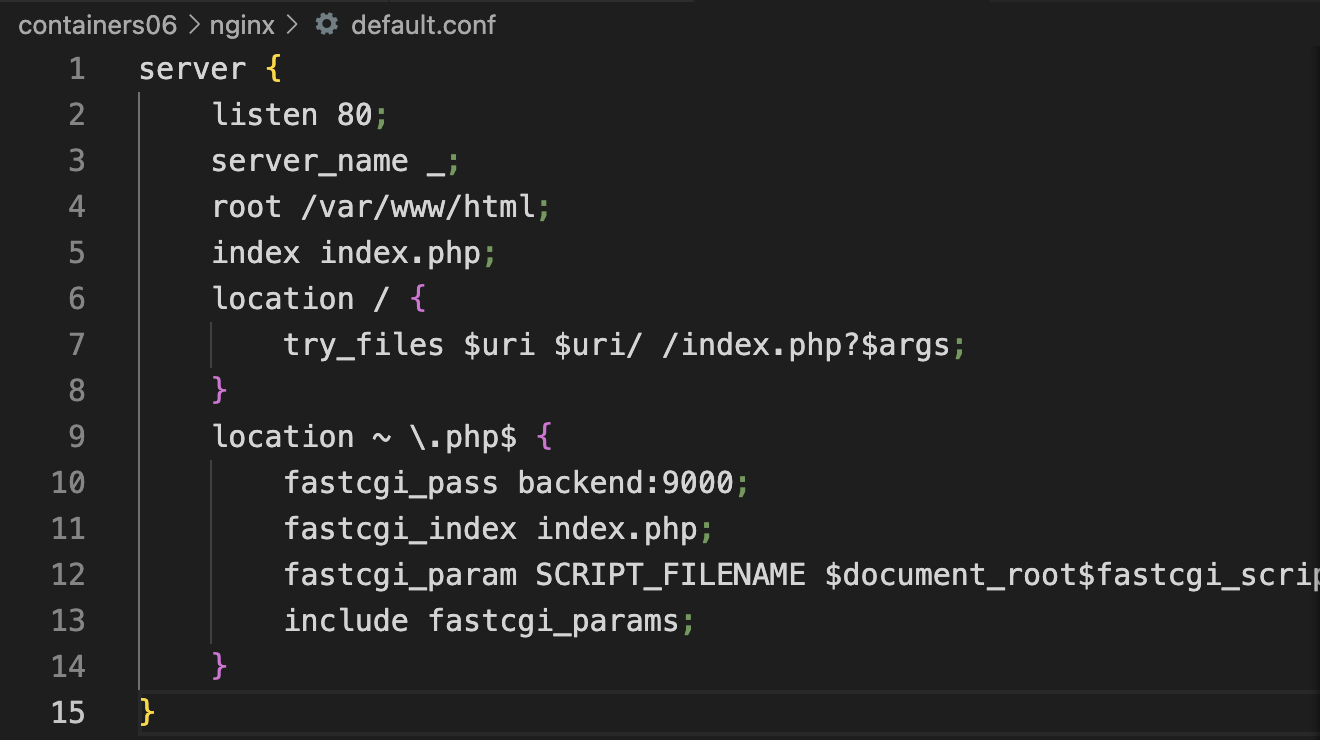 containers06 > nginx > default.conf
1 server {
2 listen 80;
3 server_name _;
4 root /var/www/html;
5 index index.php;
6 location / {
7 try_files $uri $uri/ /index.php?$args;
8 }
9 location ~ \.php$ {
10 fastcgi_pass backend:9000;
11 fastcgi_index index.php;
12 fastcgi_param SCRIPT_FILENAME $document_root$fastcgi_scrip
13 include fastcgi_params;
14 }
15 }